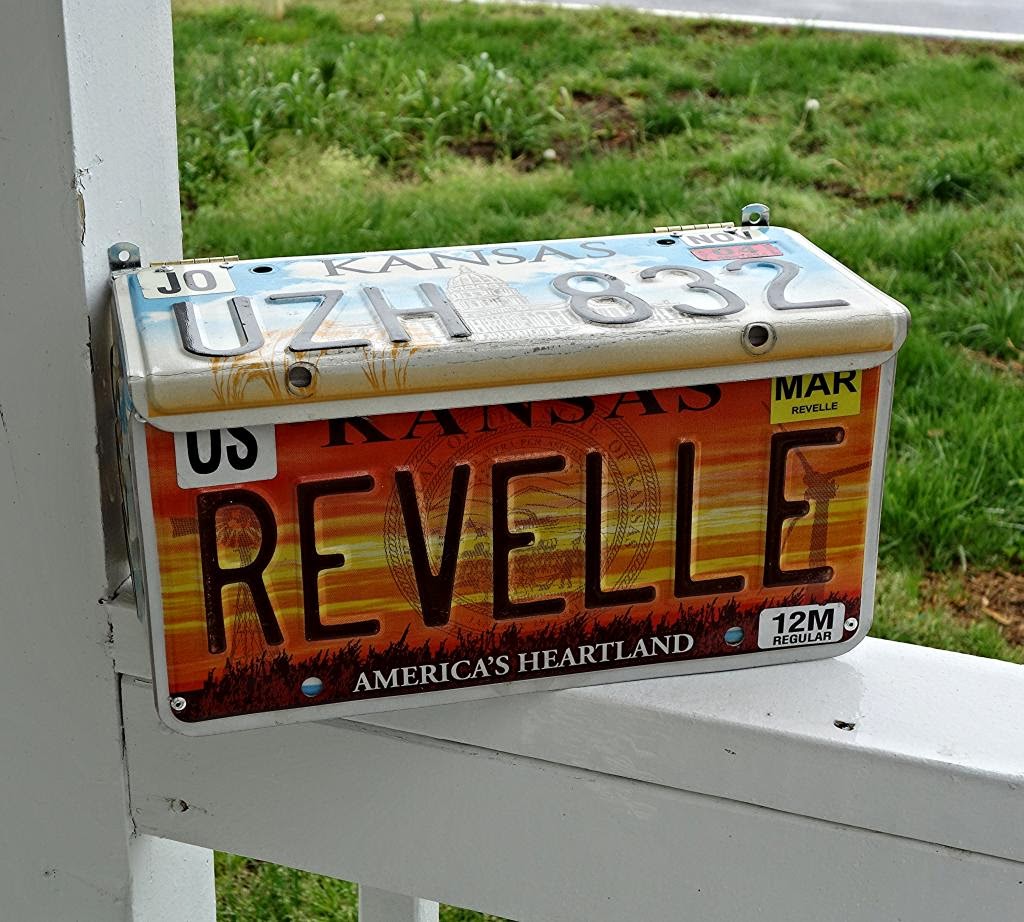 KANSAS
NOV
JO
UZH 832
KANSAS
MAR
REVELLE
US
REVELLE
12M
REGULAR
AMERICA'S HEARTLAND